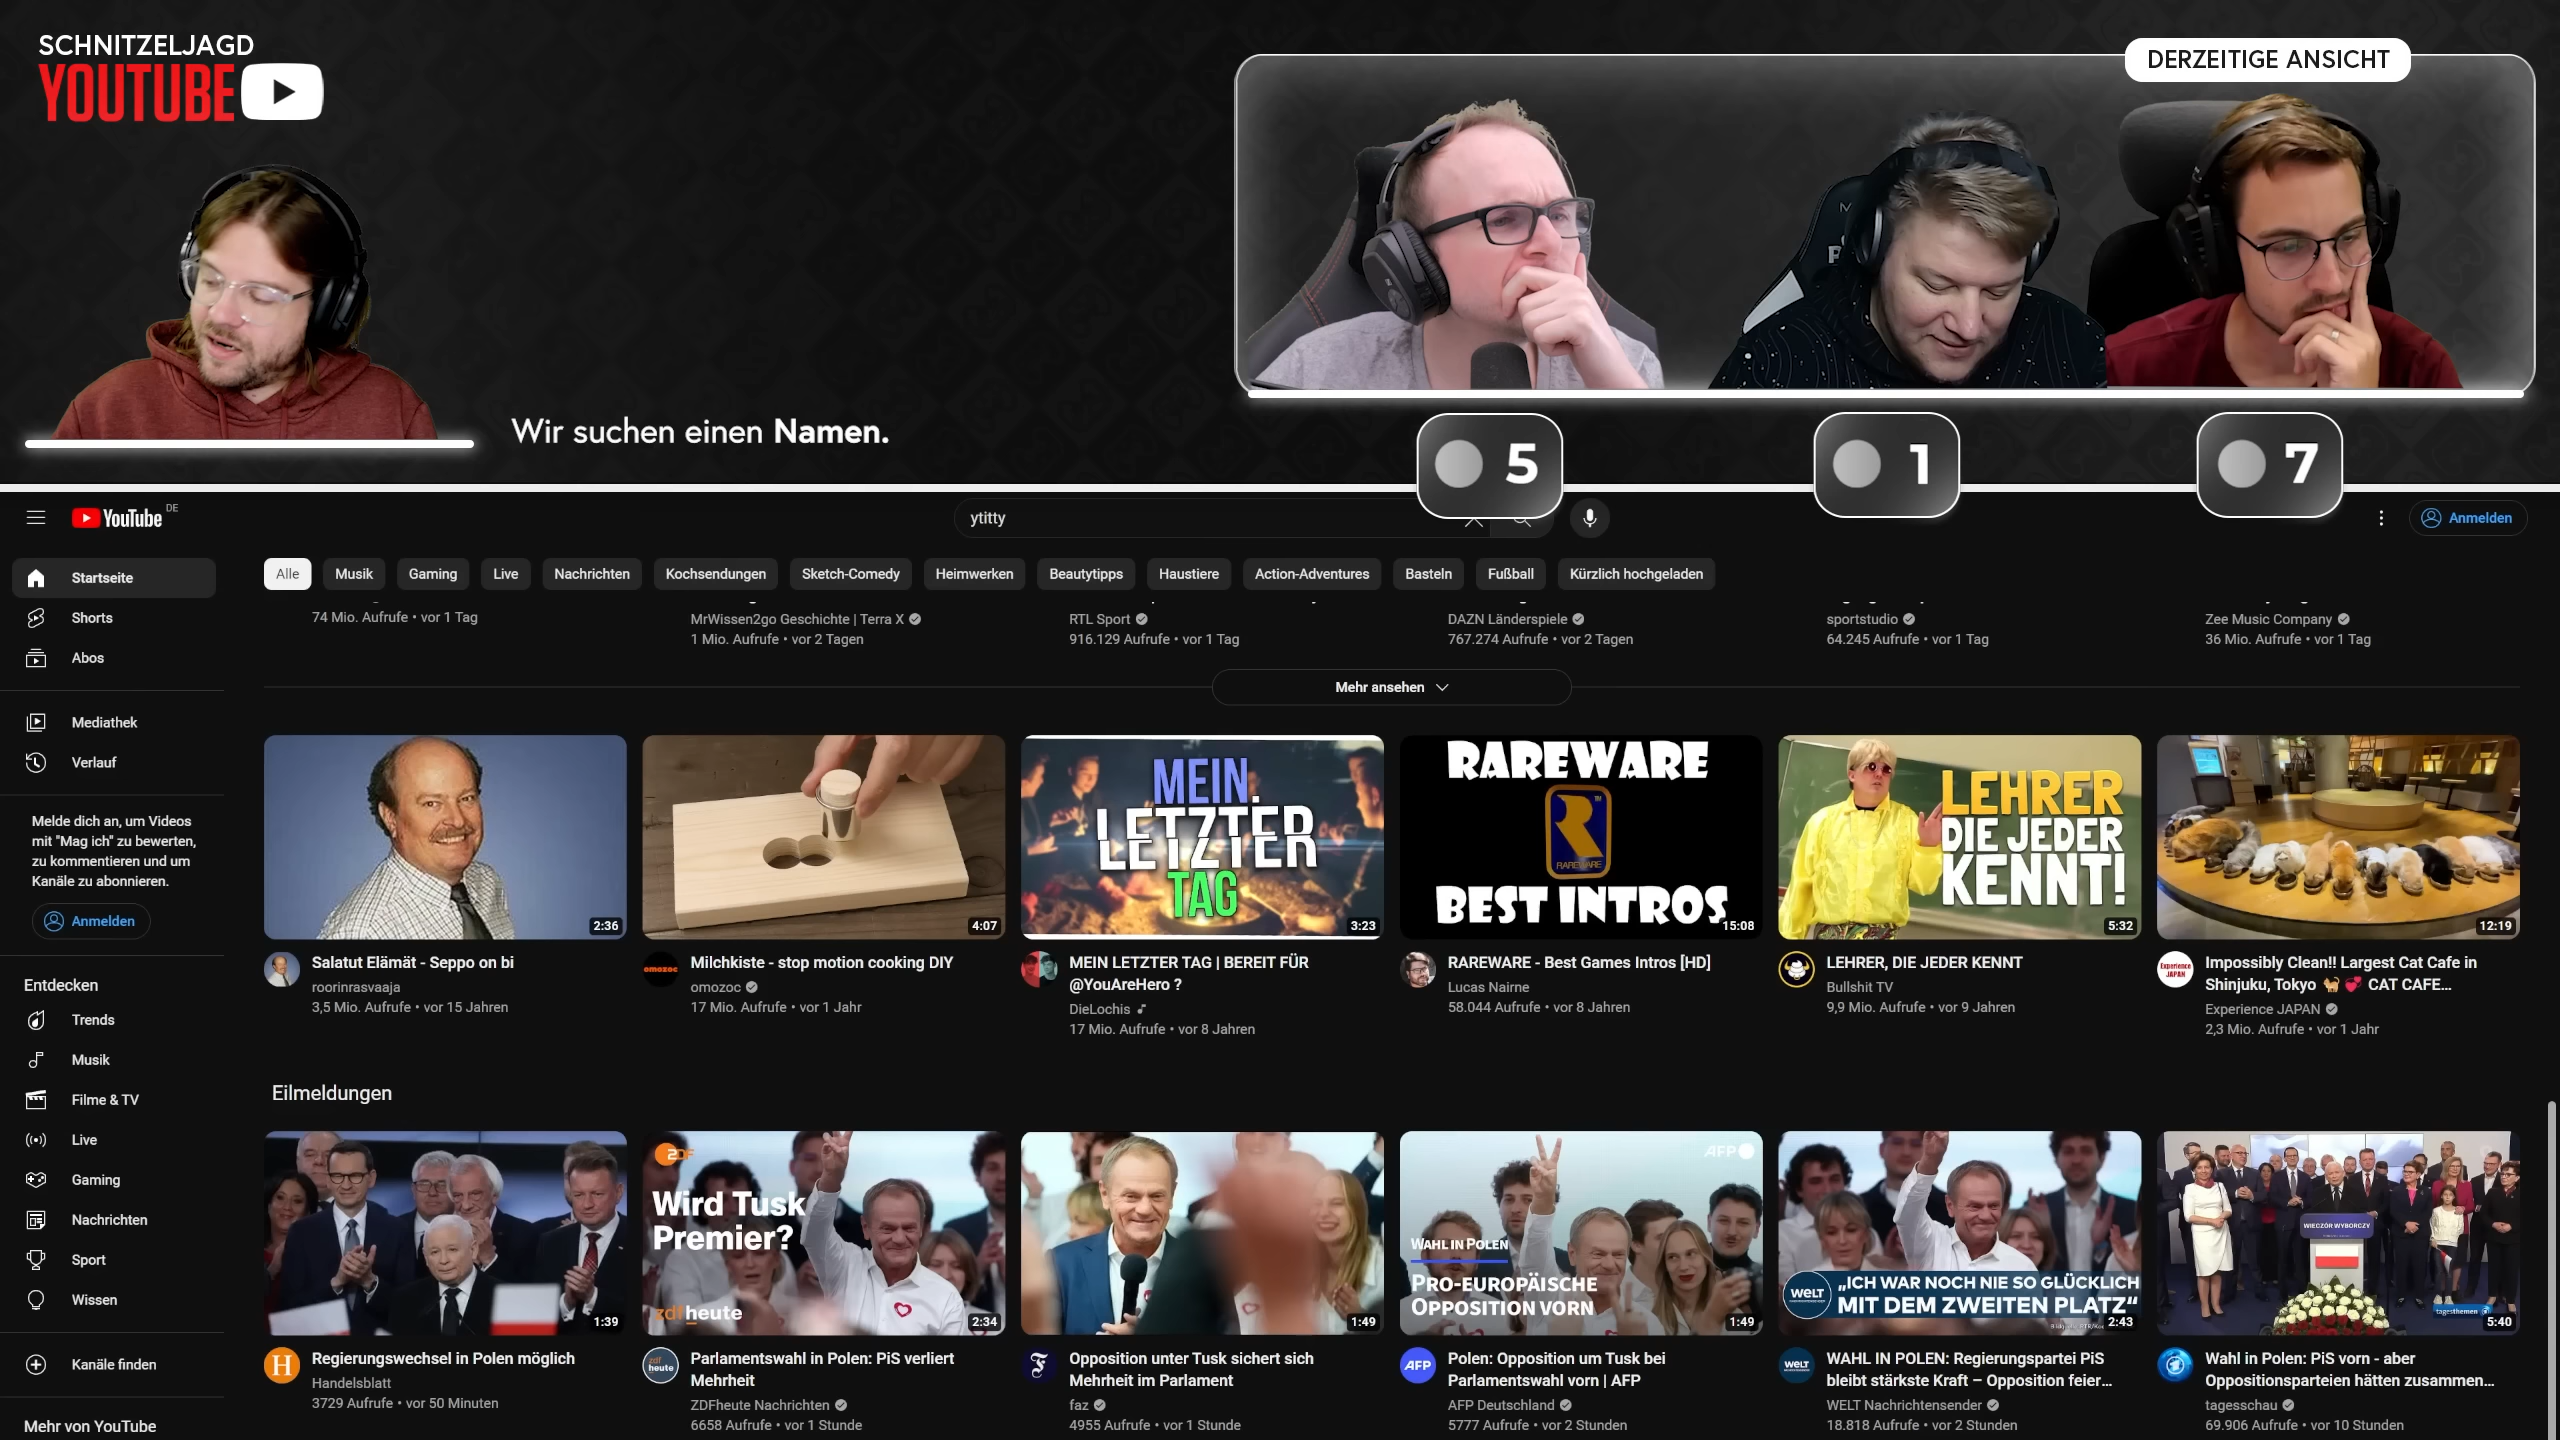 SCHNITZELJAGD
YOUTUBE
DERZEITIGE ANSICHT
Wir suchen einen Namen.
5
1
7
YouTube DE
ytitty
Anmelden
Startseite
Shorts
Abos
Mediathek
Verlauf
Melde dich an, um Videos
mit "Mag ich" zu bewerten,
zu kommentieren und um
Kanäle zu abonnieren.
Anmelden
Entdecken
Trends
Musik
Filme & TV
Live
Gaming
Nachrichten
Sport
Wissen
Kanäle finden
Mehr von YouTube
Alle Musik Gaming Live Nachrichten Kochsendungen Sketch-Comedy Heimwerken Beautytipps Haustiere Action-Adventures Basteln Fußball Kürzlich hochgeladen
74 Mio. Aufrufe • vor 1 Tag
MrWissen2go Geschichte | Terra X
1 Mio. Aufrufe • vor 2 Tagen
RTL Sport
916.129 Aufrufe • vor 1 Tag
DAZN Länderspiele
767.274 Aufrufe • vor 2 Tagen
sportstudio
64.245 Aufrufe • vor 1 Tag
Zee Music Company
36 Mio. Aufrufe • vor 1 Tag
Mehr ansehen
2:36
Salatut Elämät - Seppo on bi
roorinrasvaaja
3,5 Mio. Aufrufe • vor 15 Jahren
4:07
omozoc
Milchkiste - stop motion cooking DIY
omozoc
17 Mio. Aufrufe • vor 1 Jahr
MEIN
LETZTER
TAG
3:23
MEIN LETZTER TAG | BEREIT FÜR
@YouAreHero ?
DieLochis
17 Mio. Aufrufe • vor 8 Jahren
RAREWARE
RAREWARE
BEST INTROS
15:08
RAREWARE - Best Games Intros [HD]
Lucas Nairne
58.044 Aufrufe • vor 8 Jahren
LEHRER
DIE JEDER
KENNT!
5:32
LEHRER, DIE JEDER KENNT
Bullshit TV
9,9 Mio. Aufrufe • vor 9 Jahren
12:19
Experience
JAPAN
Impossibly Clean!! Largest Cat Cafe in
Shinjuku, Tokyo 🐈 💞 CAT CAFE...
Experience JAPAN
2,3 Mio. Aufrufe • vor 1 Jahr
Eilmeldungen
1:39
H
Regierungswechsel in Polen möglich
Handelsblatt
3729 Aufrufe • vor 50 Minuten
ZDF
Wird Tusk
Premier?
zdfheute
2:34
zdf
heute
Parlamentswahl in Polen: PiS verliert
Mehrheit
ZDFheute Nachrichten
6658 Aufrufe • vor 1 Stunde
1:49
F
Opposition unter Tusk sichert sich
Mehrheit im Parlament
faz
4955 Aufrufe • vor 1 Stunde
AFP
WAHL IN POLEN
PRO-EUROPÄISCHE
OPPOSITION VORN
1:49
AFP
Polen: Opposition um Tusk bei
Parlamentswahl vorn | AFP
AFP Deutschland
5777 Aufrufe • vor 2 Stunden
WELT
„ICH WAR NOCH NIE SO GLÜCKLICH
MIT DEM ZWEITEN PLATZ“
2:43
WELT
WAHL IN POLEN: Regierungspartei PiS
bleibt stärkste Kraft – Opposition feier...
WELT Nachrichtensender
18.818 Aufrufe • vor 2 Stunden
WIECZÓR WYBORCZY
tagesthemen
5:40
Wahl in Polen: PiS vorn - aber
Oppositionsparteien hätten zusammen...
tagesschau
69.906 Aufrufe • vor 10 Stunden